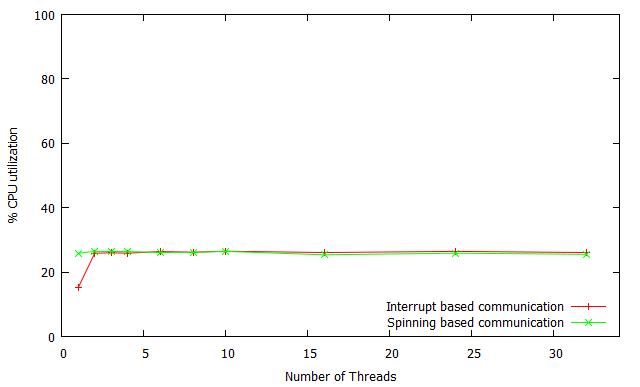 100
80
60
40
20
0
% CPU utilization
Interrupt based communication
Spinning based communication
0 5 10 15 20 25 30
Number of Threads